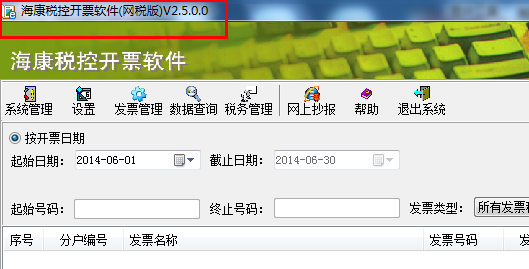 海康税控开票软件(网税版)V2.5.0.0
海康税控开票软件
系统管理 设置 发票管理 数据查询 税务管理 网上抄报 帮助 退出系统
按开票日期
起始日期: 2014-06-01 截止日期: 2014-06-30
起始号码: 终止号码: 发票类型: 所有发票
序号 分户编号 发票名称 发票号码 发